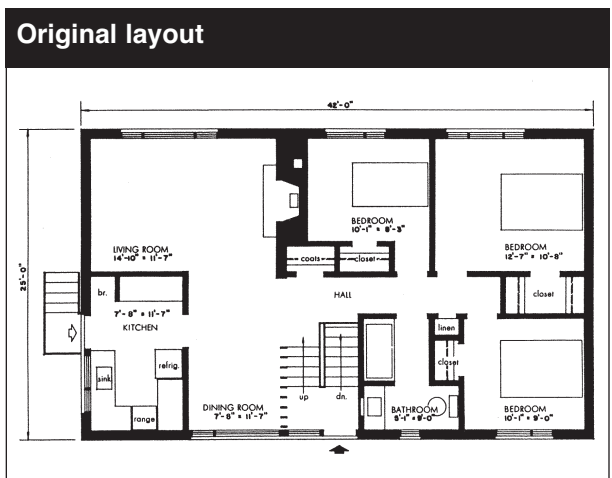 Original layout
42'-0"
25'-0"
LIVING ROOM
14'-10" × 11'-7"
BEDROOM
10'-1" × 9'-3"
BEDROOM
12'-7" × 10'-8"
coats
closet
closet
HALL
br.
7'-8" × 11'-7"
KITCHEN
sink
refrig.
range
DINING ROOM
7'-8" × 11'-7"
up
dn.
linen
closet
BATHROOM
5'-1" × 9'-0"
BEDROOM
10'-1" × 9'-0"